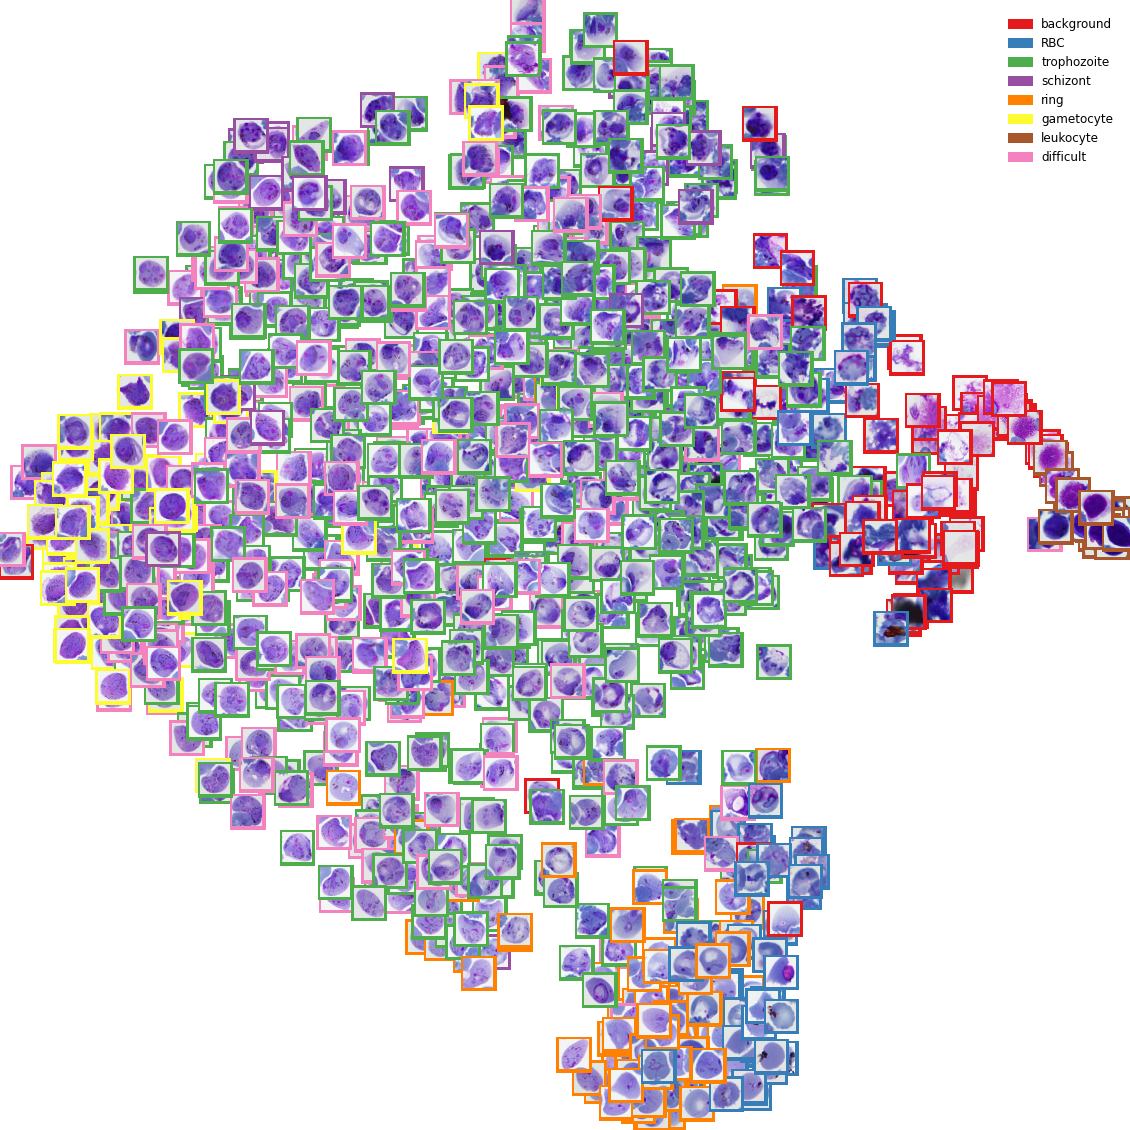 background
RBC
trophozoite
schizont
ring
gametocyte
leukocyte
difficult